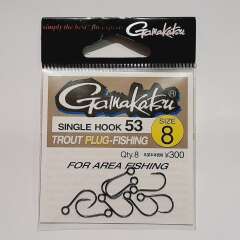 simply the best
Gamakatsu
Gamakatsu
SINGLE HOOK 53
SIZE
8
TROUT PLUG-FISHING
Qty.8
¥300
FOR AREA FISHING